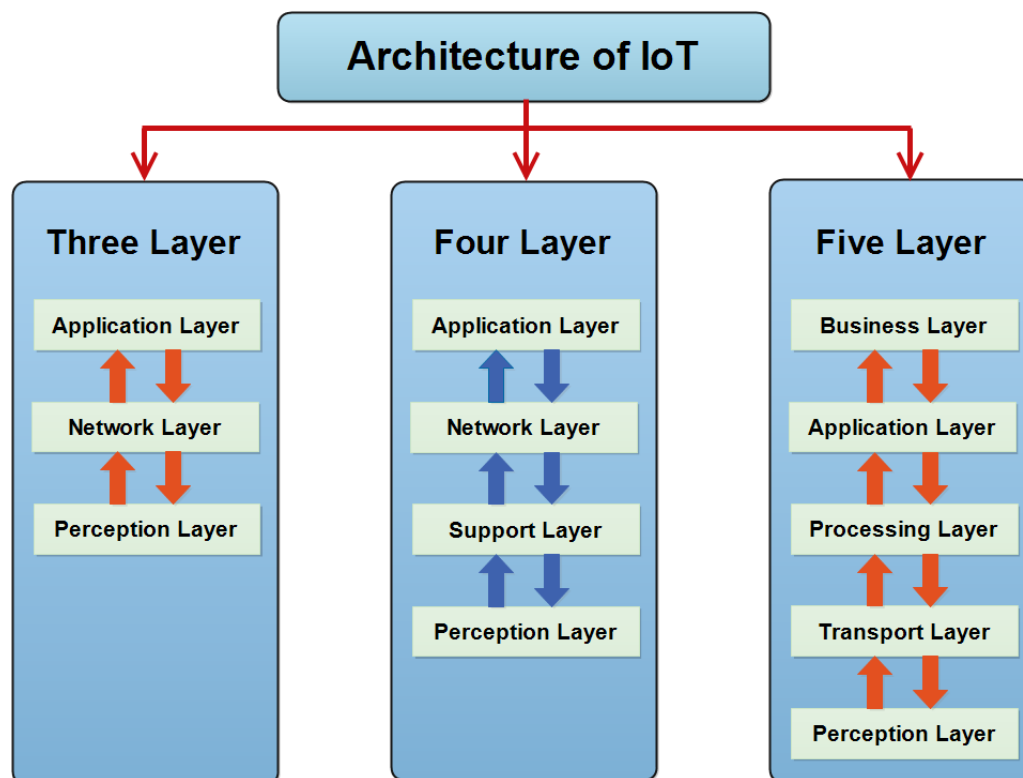 Architecture of IoT
Three Layer
Application Layer
Network Layer
Perception Layer
Four Layer
Application Layer
Network Layer
Support Layer
Perception Layer
Five Layer
Business Layer
Application Layer
Processing Layer
Transport Layer
Perception Layer